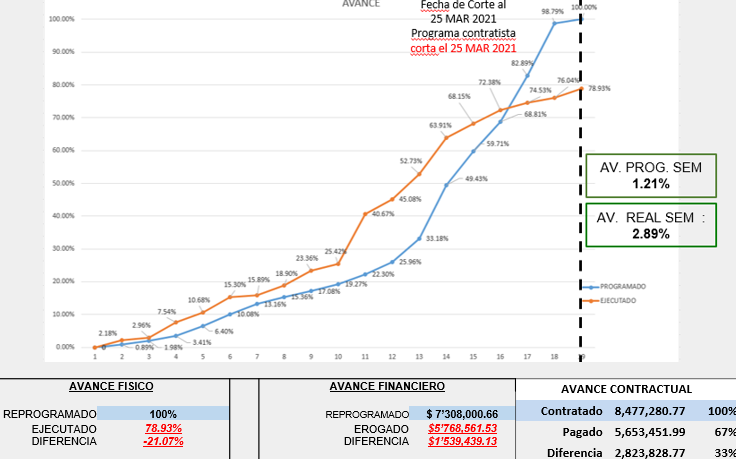 AVANCE
Fecha de Corte al
25 MAR 2021
Programa contratista
corta el 25 MAR 2021
100.00%
98.79%
100.00%
90.00%
82.89%
80.00%
76.04%
78.93%
72.38%
74.53%
70.00%
68.15%
68.81%
63.91%
60.00%
59.71%
52.73%
50.00%
49.43%
45.08%
40.00%
40.67%
33.18%
30.00%
25.42%
25.96%
23.36%
22.30%
20.00%
18.90%
19.27%
15.30%
15.89%
15.36%
17.08%
13.16%
10.00%
10.68%
10.08%
7.54%
6.40%
2.18%
2.96%
3.41%
0.00%
0.89%
1.98%
1 2 3 4 5 6 7 8 9 10 11 12 13 14 15 16 17 18 19
AV. PROG. SEM
1.21%
AV. REAL SEM :
2.89%
PROGRAMADO
EJECUTADO
AVANCE FISICO
REPROGRAMADO 100%
EJECUTADO 78.93%
DIFERENCIA -21.07%
AVANCE FINANCIERO
REPROGRAMADO $ 7'308,000.66
EROGADO $5'768,561.53
DIFERENCIA $1'539,439.13
AVANCE CONTRACTUAL
Contratado 8,477,280.77 100%
Pagado 5,653,451.99 67%
Diferencia 2,823,828.77 33%